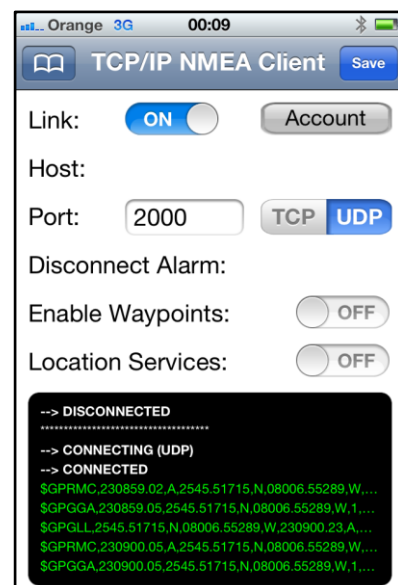 Orange 3G 00:09
TCP/IP NMEA Client Save
Link: ON Account
Host:
Port: 2000 TCP UDP
Disconnect Alarm:
Enable Waypoints: OFF
Location Services: OFF
--> DISCONNECTED
************************************
--> CONNECTING (UDP)
--> CONNECTED
$GPRMC,230859.02,A,2545.51715,N,08006.55289,W,...
$GPGGA,230859.05,2545.51715,N,08006.55289,W,1,...
$GPGLL,2545.51715,N,08006.55289,W,230900.23,A,...
$GPRMC,230900.05,A,2545.51715,N,08006.55289,W,...
$GPGGA,230900.05,2545.51715,N,08006.55289,W,1,...